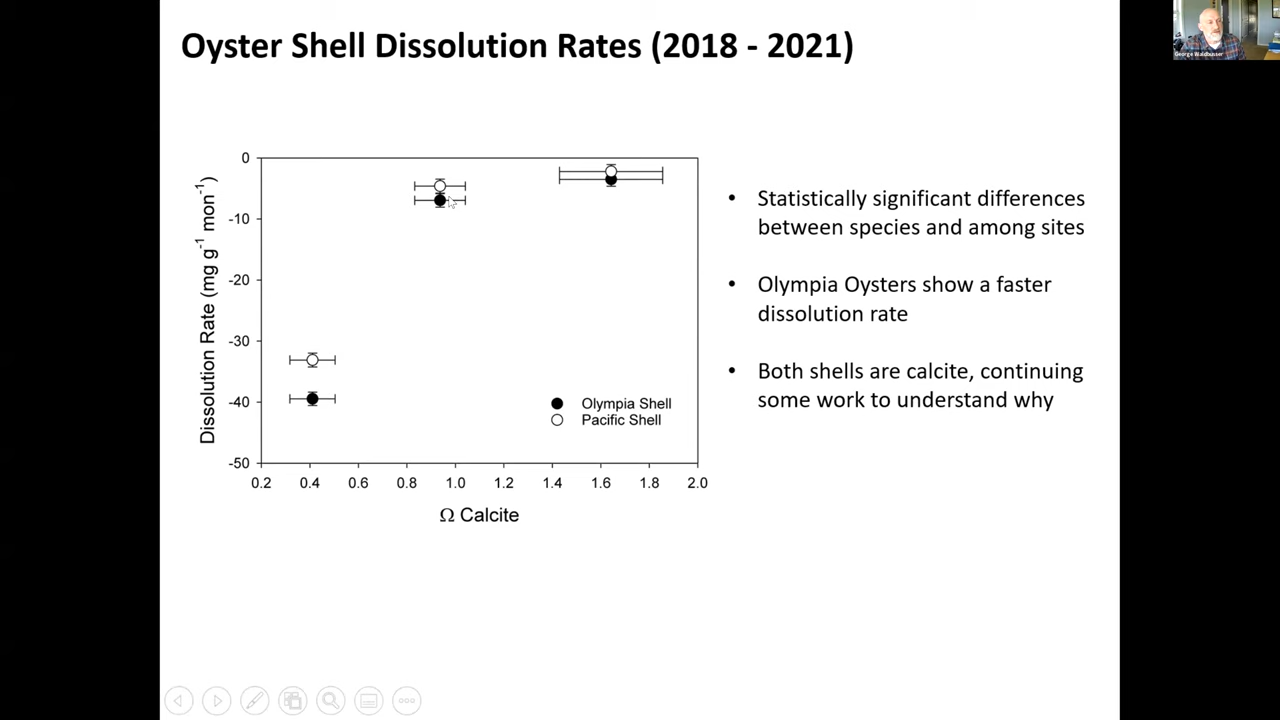 Oyster Shell Dissolution Rates (2018 - 2021)
George Waldbusser
0
-10
-20
-30
-40
-50
Dissolution Rate (mg g⁻¹ mon⁻¹)
Olympia Shell
Pacific Shell
0.2 0.4 0.6 0.8 1.0 1.2 1.4 1.6 1.8 2.0
Ω Calcite
• Statistically significant differences
between species and among sites
• Olympia Oysters show a faster
dissolution rate
• Both shells are calcite, continuing
some work to understand why